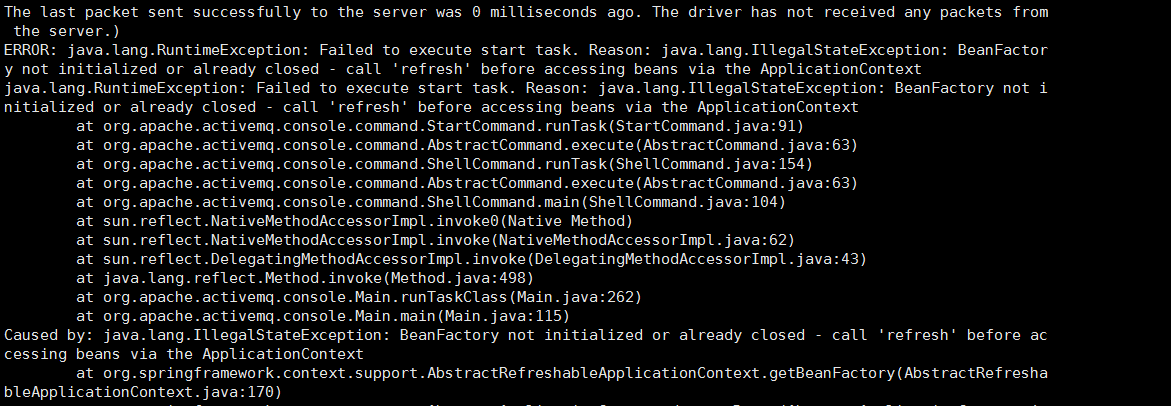 The last packet sent successfully to the server was 0 milliseconds ago. The driver has not received any packets from
 the server.)
ERROR: java.lang.RuntimeException: Failed to execute start task. Reason: java.lang.IllegalStateException: BeanFactor
y not initialized or already closed - call 'refresh' before accessing beans via the ApplicationContext
java.lang.RuntimeException: Failed to execute start task. Reason: java.lang.IllegalStateException: BeanFactory not i
nitialized or already closed - call 'refresh' before accessing beans via the ApplicationContext
        at org.apache.activemq.console.command.StartCommand.runTask(StartCommand.java:91)
        at org.apache.activemq.console.command.AbstractCommand.execute(AbstractCommand.java:63)
        at org.apache.activemq.console.command.ShellCommand.runTask(ShellCommand.java:154)
        at org.apache.activemq.console.command.AbstractCommand.execute(AbstractCommand.java:63)
        at org.apache.activemq.console.command.ShellCommand.main(ShellCommand.java:104)
        at sun.reflect.NativeMethodAccessorImpl.invoke0(Native Method)
        at sun.reflect.NativeMethodAccessorImpl.invoke(NativeMethodAccessorImpl.java:62)
        at sun.reflect.DelegatingMethodAccessorImpl.invoke(DelegatingMethodAccessorImpl.java:43)
        at java.lang.reflect.Method.invoke(Method.java:498)
        at org.apache.activemq.console.Main.runTaskClass(Main.java:262)
        at org.apache.activemq.console.Main.main(Main.java:115)
Caused by: java.lang.IllegalStateException: BeanFactory not initialized or already closed - call 'refresh' before ac
cessing beans via the ApplicationContext
        at org.springframework.context.support.AbstractRefreshableApplicationContext.getBeanFactory(AbstractRefresha
bleApplicationContext.java:170)